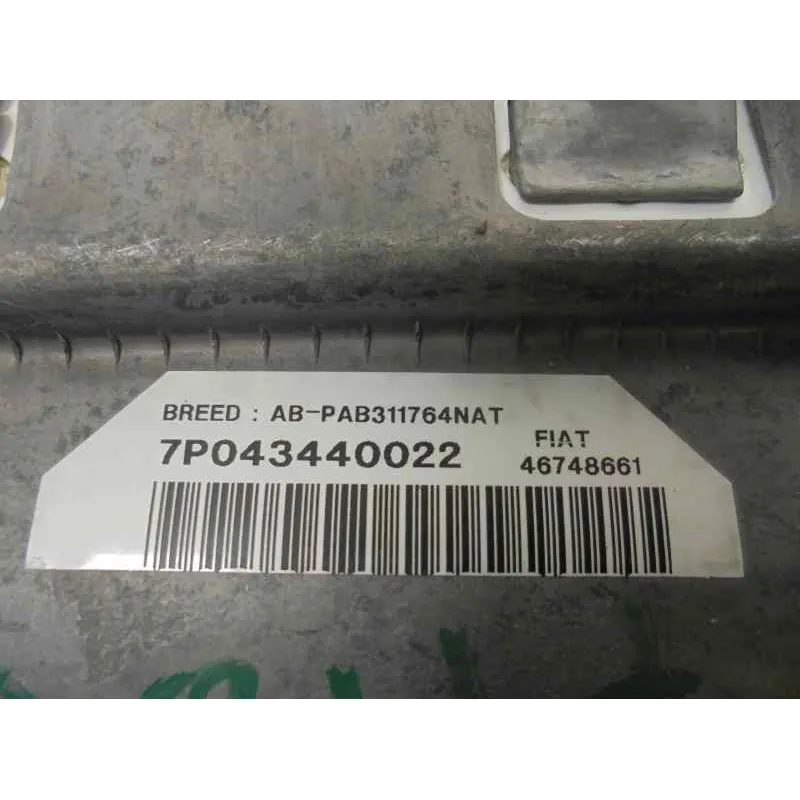 BREED : AB-PAB311764NAT
7P043440022
FIAT
46748661